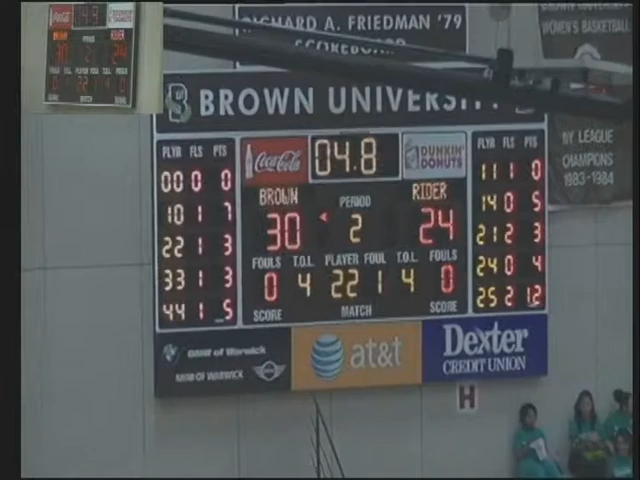 RICHARD A. FRIEDMAN '79
SCOREBOARD
WOMEN'S BASKETBALL
BROWN UNIVERSITY
IVY LEAGUE
CHAMPIONS
1983-1984
PLYR FLS PTS
00 0 0
10 1 7
22 1 3
33 1 3
44 1 5
Coca-Cola
04.8
DUNKIN'
DONUTS
BROWN
PERIOD
RIDER
30
2
24
FOULS T.O.L PLAYER FOUL T.O.L FOULS
0 4 22 1 4 0
SCORE MATCH SCORE
PLYR FLS PTS
11 1 0
14 0 5
21 2 3
24 0 4
25 2 12
BMW of Warwick
MINI OF WARWICK
MINI
at&t
Dexter
CREDIT UNION
H